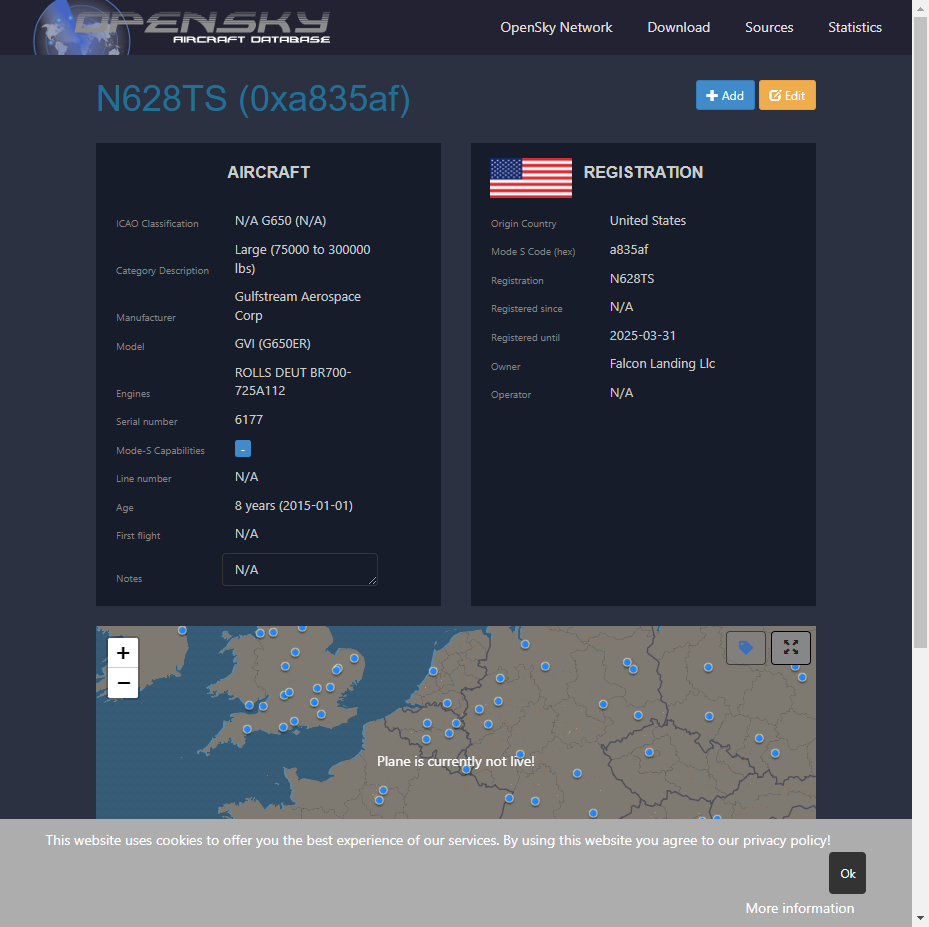 OPENSKY
AIRCRAFT DATABASE
OpenSky Network Download Sources Statistics
N628TS (0xa835af)
Add Edit
AIRCRAFT
ICAO Classification N/A G650 (N/A)
Category Description Large (75000 to 300000
lbs)
Manufacturer Gulfstream Aerospace
Corp
Model GVI (G650ER)
Engines ROLLS DEUT BR700-
725A112
Serial number 6177
Mode-S Capabilities -
Line number N/A
Age 8 years (2015-01-01)
First flight N/A
Notes N/A
REGISTRATION
Origin Country United States
Mode S Code (hex) a835af
Registration N628TS
Registered since N/A
Registered until 2025-03-31
Owner Falcon Landing Llc
Operator N/A
+
−
Plane is currently not live!
This website uses cookies to offer you the best experience of our services. By using this website you agree to our privacy policy!
Ok
More information